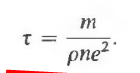 τ = m / ρne².